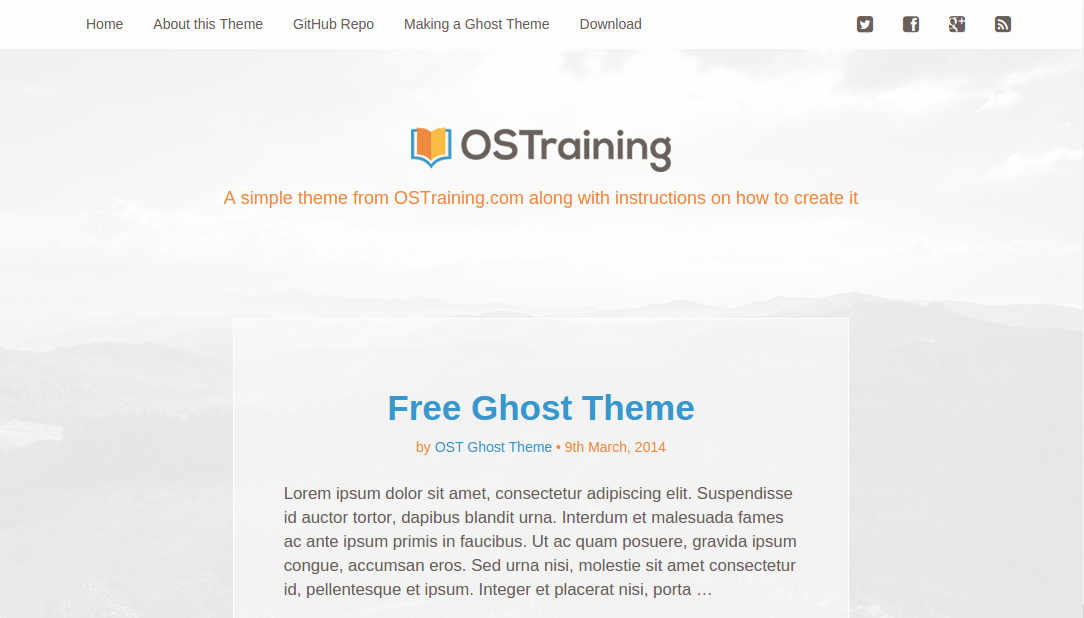 Home About this Theme GitHub Repo Making a Ghost Theme Download
OSTraining
A simple theme from OSTraining.com along with instructions on how to create it
Free Ghost Theme
by OST Ghost Theme • 9th March, 2014
Lorem ipsum dolor sit amet, consectetur adipiscing elit. Suspendisse
id auctor tortor, dapibus blandit urna. Interdum et malesuada fames
ac ante ipsum primis in faucibus. Ut ac quam posuere, gravida ipsum
congue, accumsan eros. Sed urna nisi, molestie sit amet consectetur
id, pellentesque et ipsum. Integer et placerat nisi, porta …